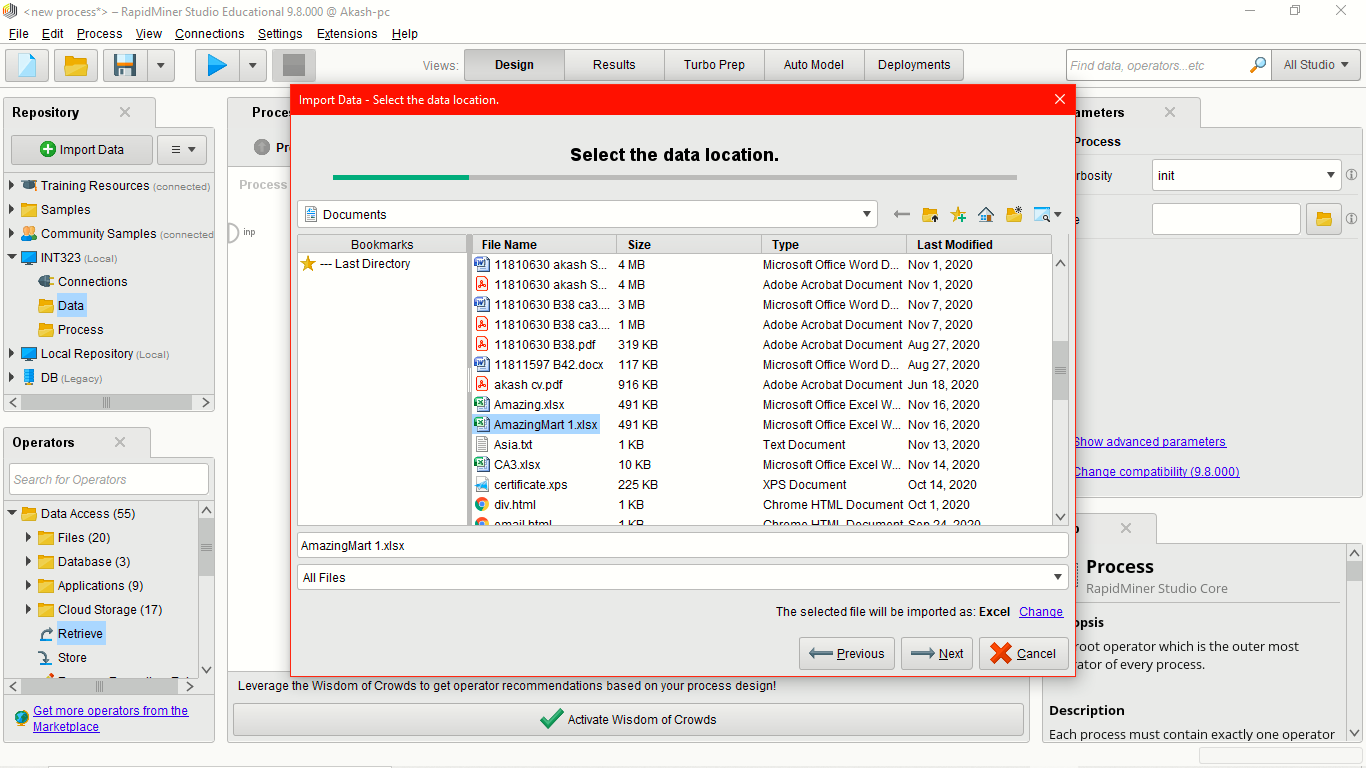 <new process*> – RapidMiner Studio Educational 9.8.000 @ Akash-pc
File Edit Process View Connections Settings Extensions Help
Views: Design Results Turbo Prep Auto Model Deployments
Find data, operators...etc
All Studio
Repository
Import Data
Training Resources (connected)
Samples
Community Samples (connected
INT323 (Local)
Connections
Data
Process
Local Repository (Local)
DB (Legacy)
Operators
Search for Operators
Data Access (55)
Files (20)
Database (3)
Applications (9)
Cloud Storage (17)
Retrieve
Store
Get more operators from the
Marketplace
Proces
Process
inp
Import Data - Select the data location.
Select the data location.
Documents
Bookmarks
--- Last Directory
File Name Size Type Last Modified
11810630 akash S... 4 MB Microsoft Office Word D... Nov 1, 2020
11810630 akash S... 4 MB Adobe Acrobat Document Nov 1, 2020
11810630 B38 ca3.... 3 MB Microsoft Office Word D... Nov 7, 2020
11810630 B38 ca3.... 1 MB Adobe Acrobat Document Nov 7, 2020
11810630 B38.pdf 319 KB Adobe Acrobat Document Aug 27, 2020
11811597 B42.docx 117 KB Microsoft Office Word D... Aug 27, 2020
akash cv.pdf 916 KB Adobe Acrobat Document Jun 18, 2020
Amazing.xlsx 491 KB Microsoft Office Excel W... Nov 16, 2020
AmazingMart 1.xlsx 491 KB Microsoft Office Excel W... Nov 16, 2020
Asia.txt 1 KB Text Document Nov 13, 2020
CA3.xlsx 10 KB Microsoft Office Excel W... Nov 14, 2020
certificate.xps 225 KB XPS Document Oct 14, 2020
div.html 1 KB Chrome HTML Document Oct 1, 2020
email.html 1 KB Chrome HTML Document Sep 24, 2020
AmazingMart 1.xlsx
All Files
The selected file will be imported as: Excel Change
Previous Next Cancel
Leverage the Wisdom of Crowds to get operator recommendations based on your process design!
Activate Wisdom of Crowds
ameters
Process
rbosity
init
e
Show advanced parameters
Change compatibility (9.8.000)
p
Process
RapidMiner Studio Core
opsis
root operator which is the outer most
rator of every process.
Description
Each process must contain exactly one operator